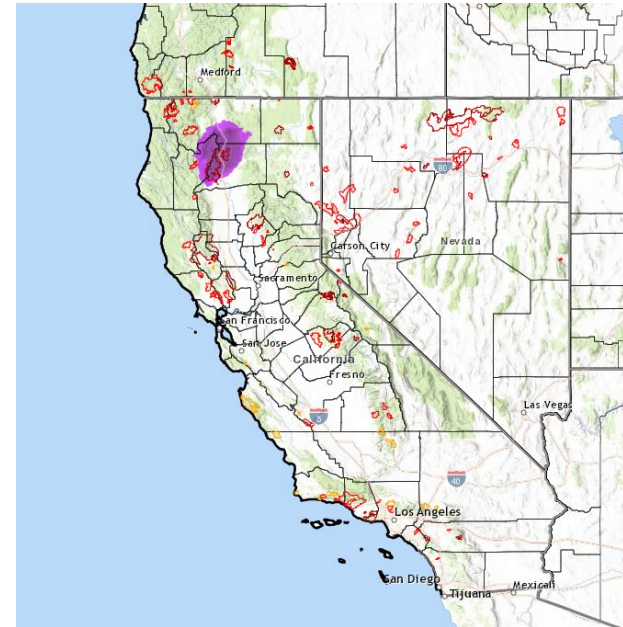 Medford
80
Carson City
Nevada
Sacramento
San Francisco
San Jose
California
Fresno
Las Vegas
5
40
Los Angeles
San Diego
Mexicali
Tijuana